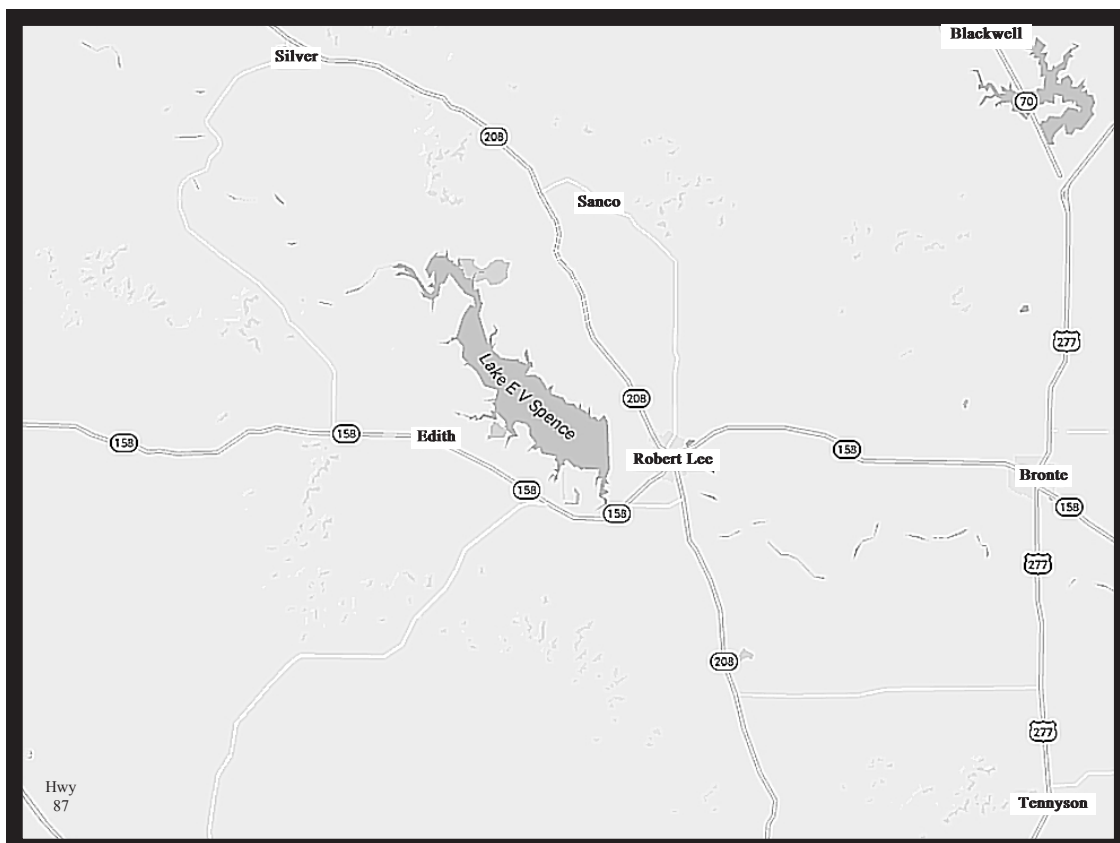 Blackwell
Silver
70
208
Sanco
277
Lake E V Spence
208
158
158
Edith
158
Robert Lee
Bronte
158
158
158
277
208
277
Hwy
87
Tennyson